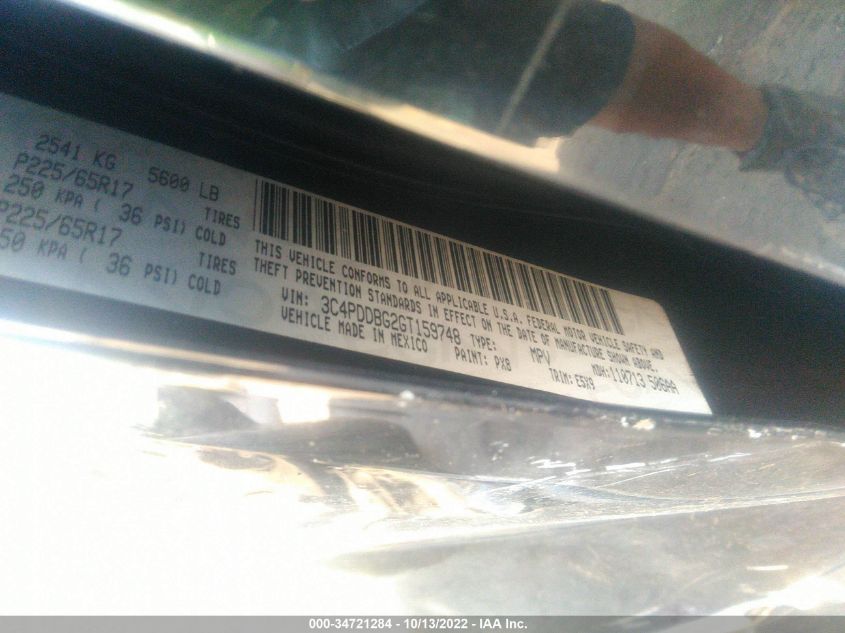 2541 KG 5600 LB
P225/65R17 TIRES
250 KPA ( 36 PSI) COLD
P225/65R17 TIRES
50 KPA ( 36 PSI) COLD
THIS VEHICLE CONFORMS TO ALL APPLICABLE U.S.A. FEDERAL MOTOR VEHICLE SAFETY AND
THEFT PREVENTION STANDARDS IN EFFECT ON THE DATE OF MANUFACTURE SHOWN ABOVE.
VIN: 3C4PDDBG2GT159748 TYPE: MPV MDH: 110713 506AA
VEHICLE MADE IN MEXICO PAINT: PX8 TRIM: E5X9
000-34721284 - 10/13/2022 - IAA Inc.